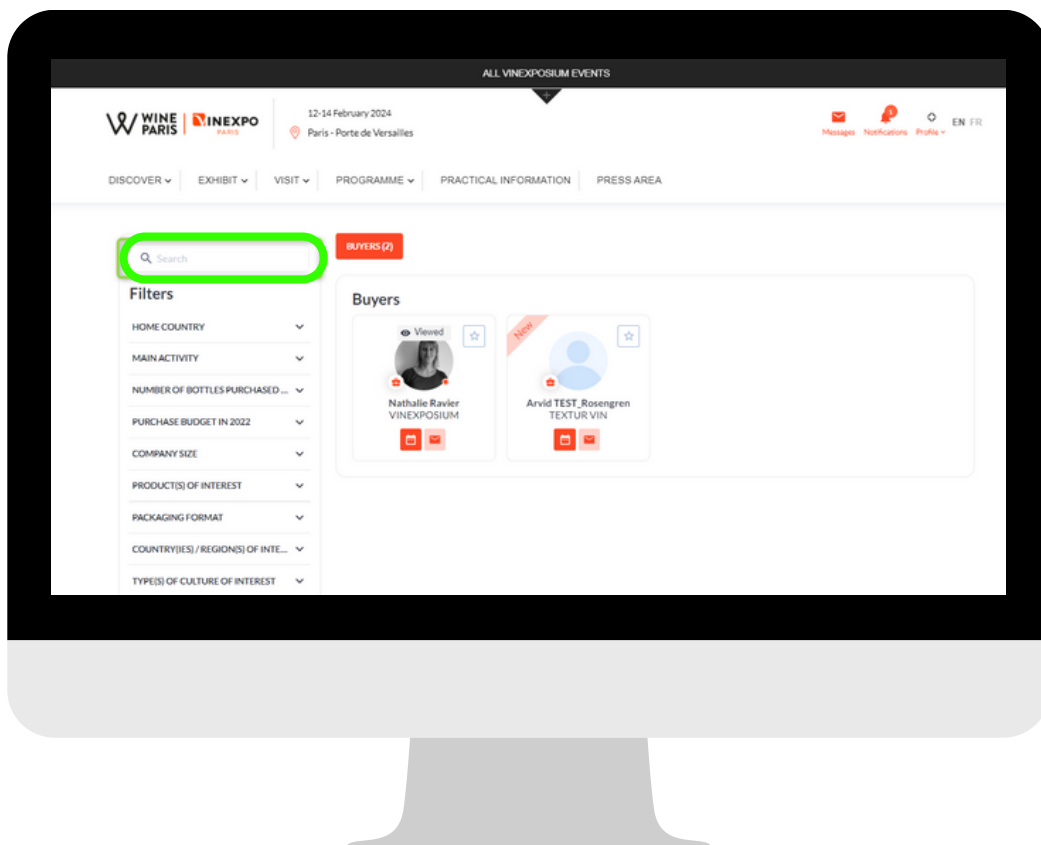 ALL VINEXPOSIUM EVENTS
WINE PARIS
VINEXPO PARIS
12-14 February 2024
Paris - Porte de Versailles
Messages
Notifications
Profile
EN FR
DISCOVER
EXHIBIT
VISIT
PROGRAMME
PRACTICAL INFORMATION
PRESS AREA
Search
BUYERS (2)
Filters
HOME COUNTRY
MAIN ACTIVITY
NUMBER OF BOTTLES PURCHASED ...
PURCHASE BUDGET IN 2022
COMPANY SIZE
PRODUCT(S) OF INTEREST
PACKAGING FORMAT
COUNTRY(IES) / REGION(S) OF INTE...
TYPE(S) OF CULTURE OF INTEREST
Buyers
Viewed
Nathalie Ravier
VINEXPOSIUM
New
Arvid TEST_Rosengren
TEXTUR VIN